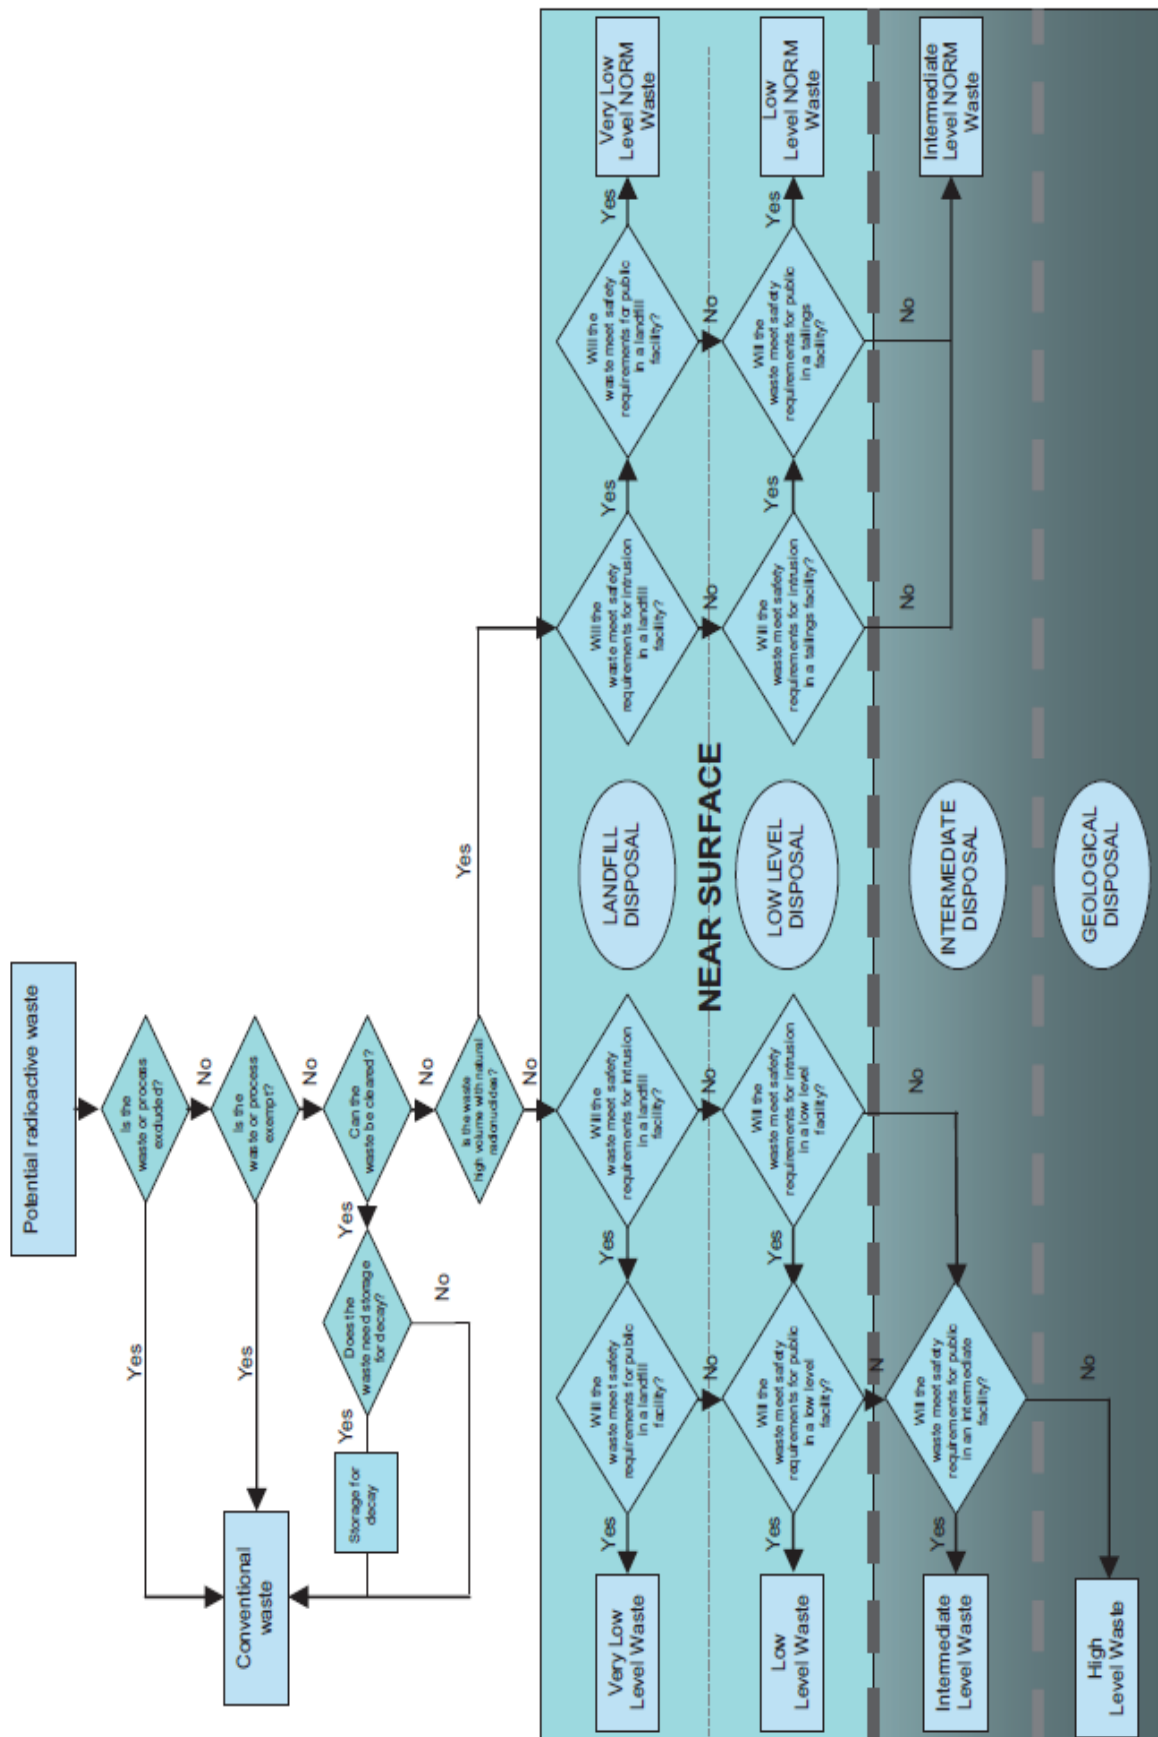 Potential radioactive waste
Is the
waste or process
excluded?
Yes
No
Is the
waste or process
exempt?
Yes
No
Can the
waste be cleared?
Yes
No
Does the
waste need storage
for decay?
Yes
No
Storage for
decay
Conventional
waste
Is the waste
high volume with natural
radionuclides?
Yes
No
Will the
waste meet safety
requirements for public
in a landfill
facility?
Yes
No
Very Low
Level Waste
Will the
waste meet safety
requirements for intrusion
in a landfill
facility?
Yes
No
LANDFILL
DISPOSAL
Will the
waste meet safety
requirements for intrusion
in a landfill
facility?
Yes
No
Will the
waste meet safety
requirements for public
in a landfill
facility?
Yes
No
Very Low
Level NORM
Waste
NEAR SURFACE
Low
Level Waste
Yes
Will the
waste meet safety
requirements for public
in a low level
facility?
N
Yes
Will the
waste meet safety
requirements for intrusion
in a low level
facility?
No
LOW LEVEL
DISPOSAL
Will the
waste meet safety
requirements for intrusion
in a tailings facility?
Yes
No
Will the
waste meet safety
requirements for public
in a tailings
facility?
Yes
No
Low
Level NORM
Waste
Intermediate
Level Waste
Yes
Will the
waste meet safety
requirements for public
in an intermediate
facility?
No
INTERMEDIATE
DISPOSAL
Intermediate
Level NORM
Waste
High
Level Waste
GEOLOGICAL
DISPOSAL